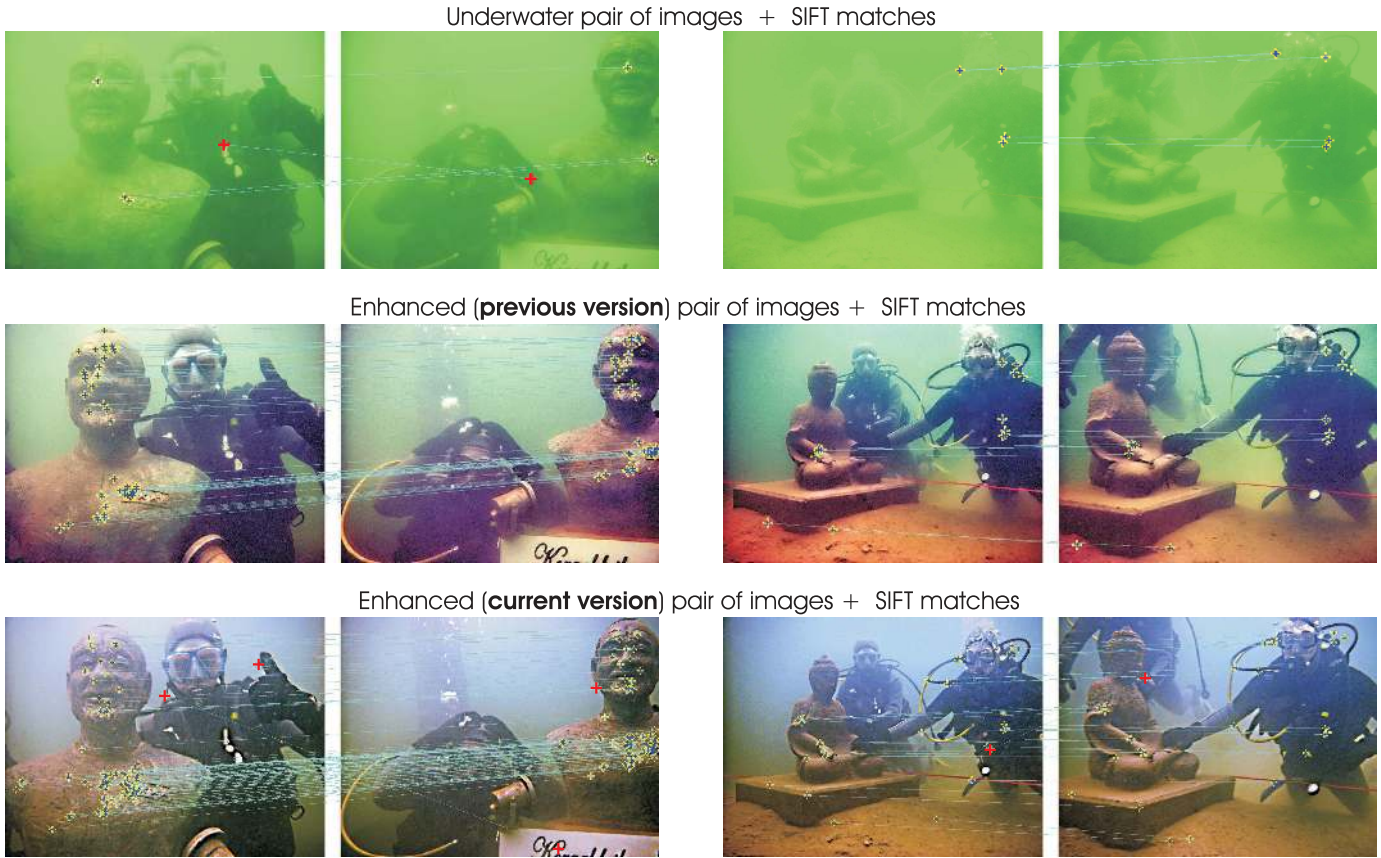 Underwater pair of images + SIFT matches
Enhanced (previous version) pair of images + SIFT matches
Enhanced (current version) pair of images + SIFT matches